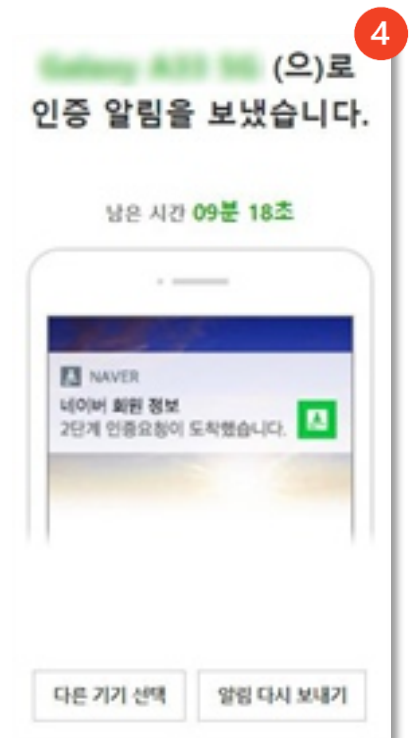 4
(으)로
인증 알림을 보냈습니다.
남은 시간 09분 18초
NAVER
네이버 회원 정보
2단계 인증요청이 도착했습니다.
다른 기기 선택
알림 다시 보내기